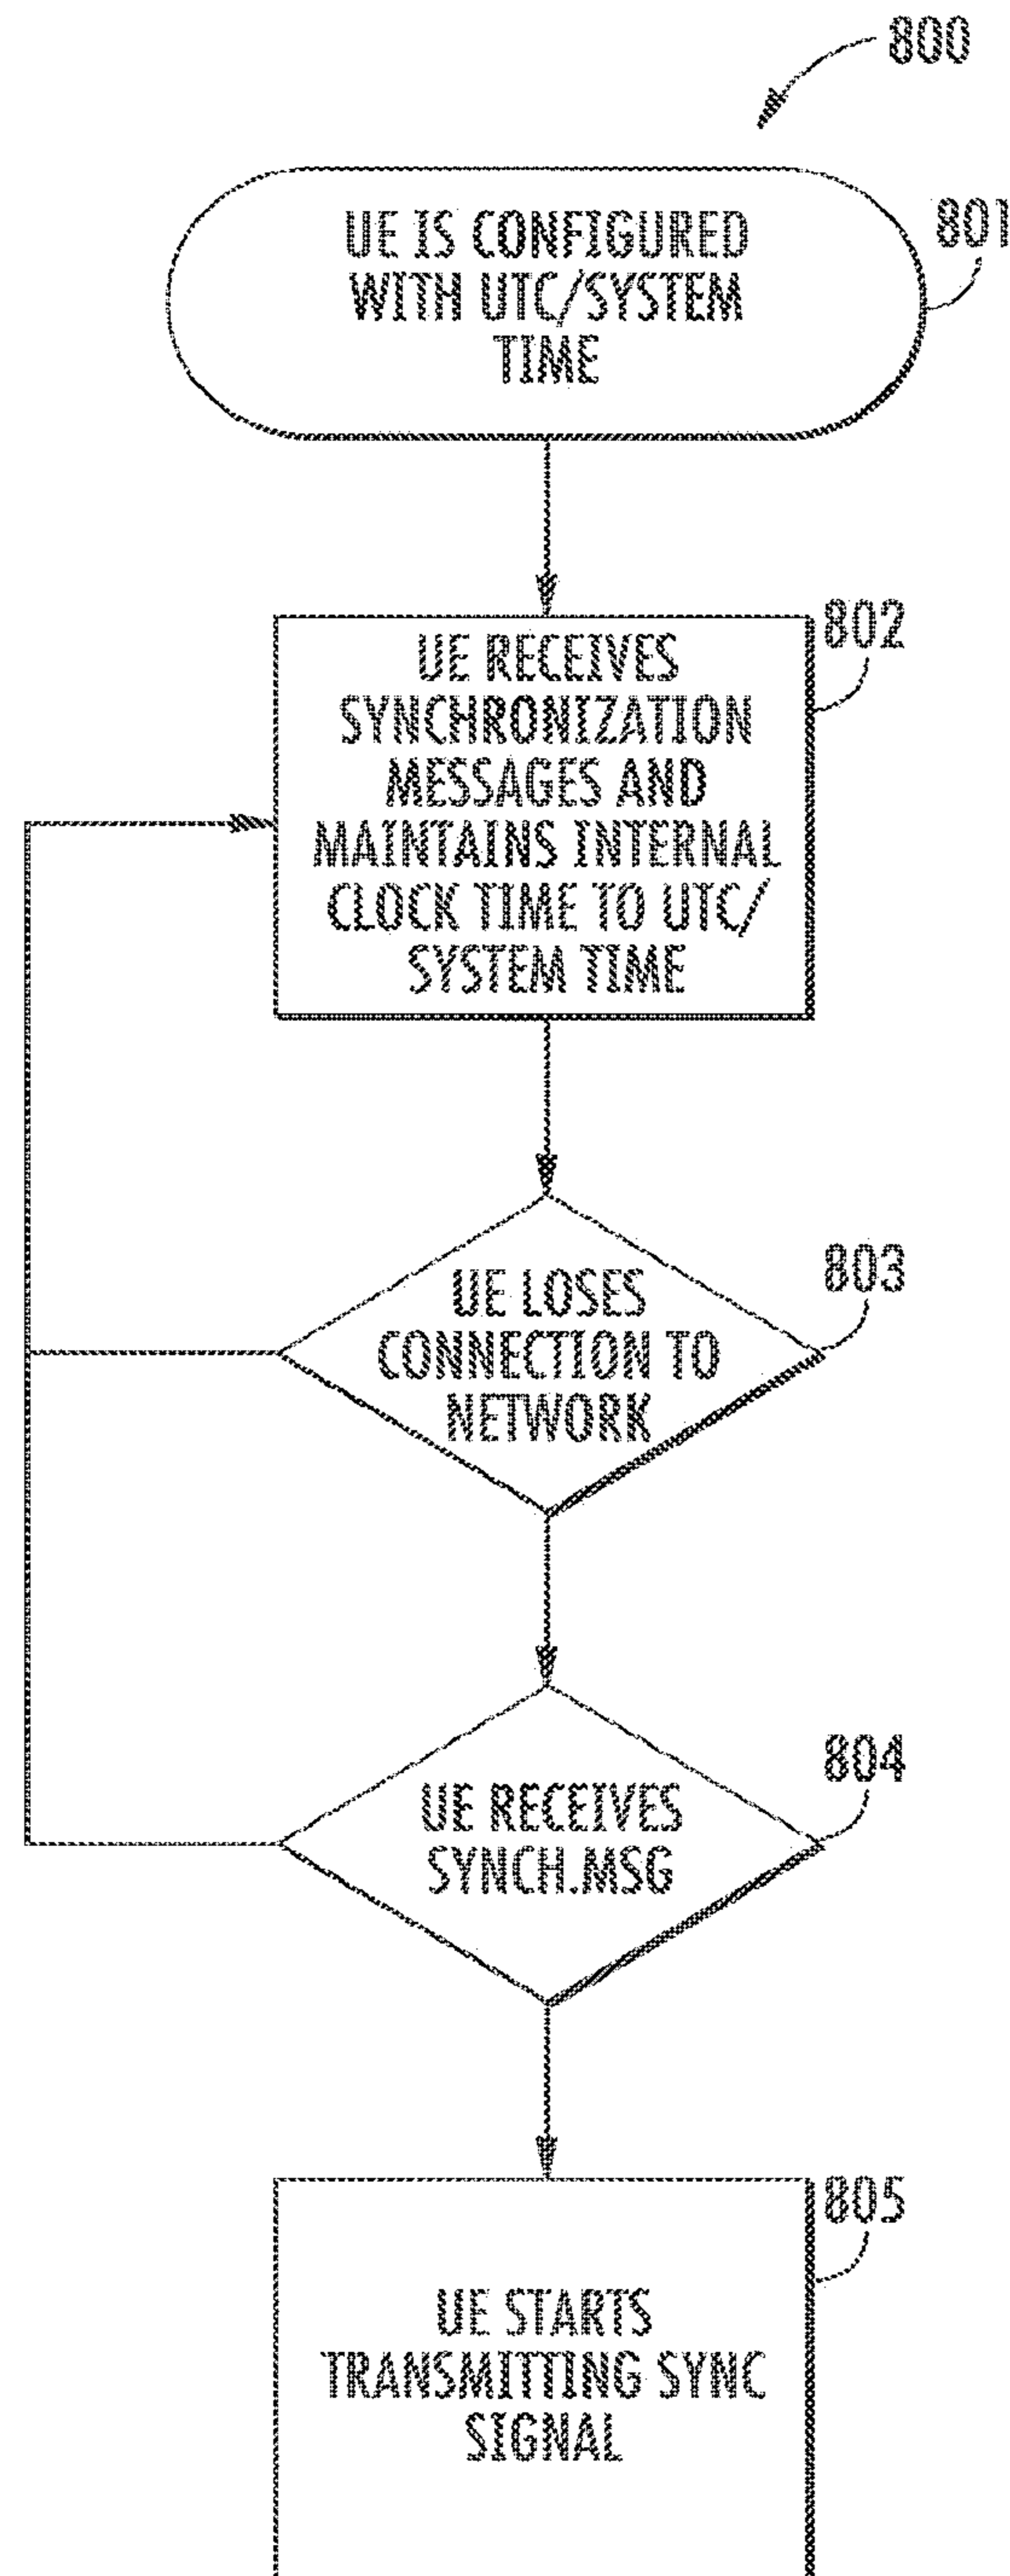 800
801
UE IS CONFIGURED
WITH UTC/SYSTEM
TIME
802
UE RECEIVES
SYNCHRONIZATION
MESSAGES AND
MAINTAINS INTERNAL
CLOCK TIME TO UTC/
SYSTEM TIME
803
UE LOSES
CONNECTION TO
NETWORK
804
UE RECEIVES
SYNCH.MSG
805
UE STARTS
TRANSMITTING SYNC
SIGNAL